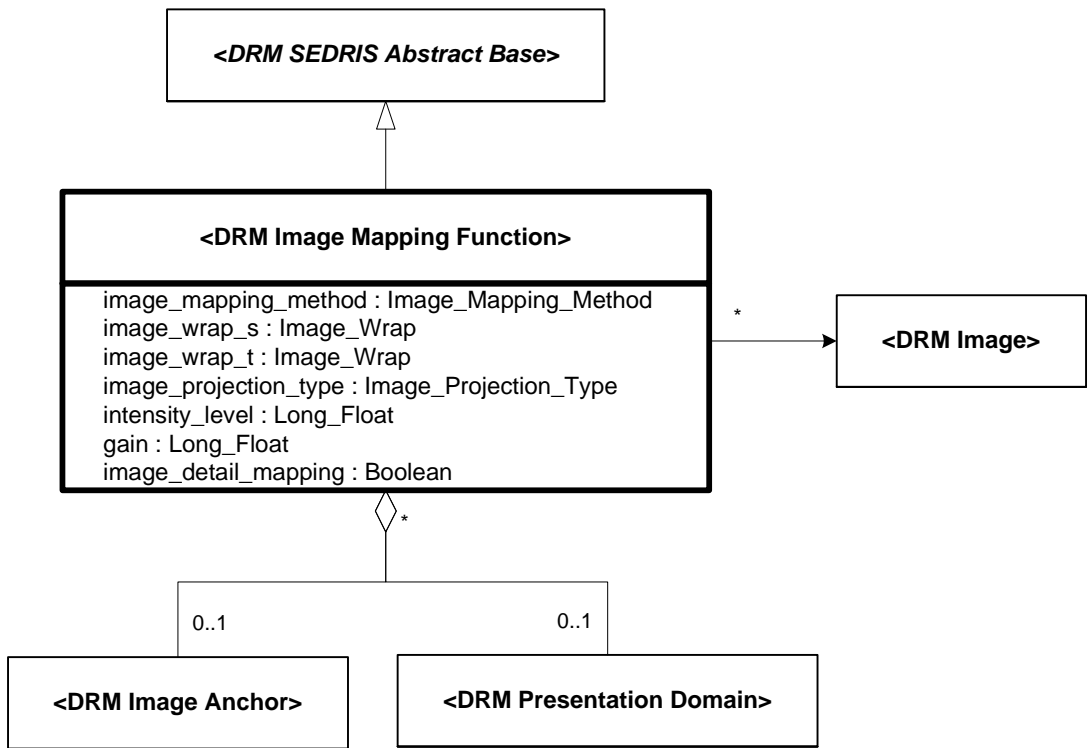 <DRM SEDRIS Abstract Base>
<DRM Image Mapping Function>
image_mapping_method : Image_Mapping_Method
image_wrap_s : Image_Wrap
image_wrap_t : Image_Wrap
image_projection_type : Image_Projection_Type
intensity_level : Long_Float
gain : Long_Float
image_detail_mapping : Boolean
*
<DRM Image>
*
0..1
0..1
<DRM Image Anchor>
<DRM Presentation Domain>